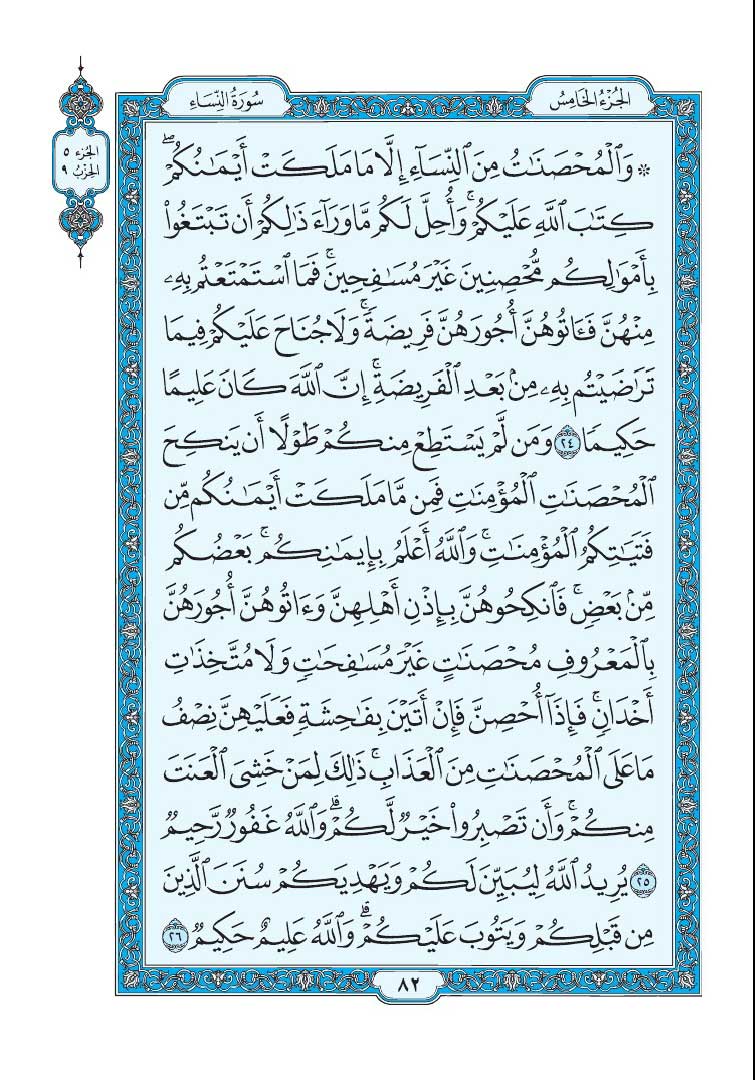 الجُزْءُ الخَامِسُ
سُورَةُ النِّسَاءِ
الجزء ٥
الحزب ٩
۞ وَٱلْمُحْصَنَٰتُ مِنَ ٱلنِّسَآءِ إِلَّا مَا مَلَكَتْ أَيْمَٰنُكُمْۖ
كِتَٰبَ ٱللَّهِ عَلَيْكُمْۚ وَأُحِلَّ لَكُم مَّا وَرَآءَ ذَٰلِكُمْ أَن تَبْتَغُوا۟
بِأَمْوَٰلِكُم مُّحْصِنِينَ غَيْرَ مُسَٰفِحِينَۚ فَمَا ٱسْتَمْتَعْتُم بِهِۦ
مِنْهُنَّ فَـَٔاتُوهُنَّ أُجُورَهُنَّ فَرِيضَةًۚ وَلَا جُنَاحَ عَلَيْكُمْ فِيمَا
تَرَٰضَيْتُم بِهِۦ مِنۢ بَعْدِ ٱلْفَرِيضَةِۚ إِنَّ ٱللَّهَ كَانَ عَلِيمًا
حَكِيمًا ٢٤ وَمَن لَّمْ يَسْتَطِعْ مِنكُمْ طَوْلًا أَن يَنكِحَ
ٱلْمُحْصَنَٰتِ ٱلْمُؤْمِنَٰتِ فَمِن مَّا مَلَكَتْ أَيْمَٰنُكُم مِّن
فَتَيَٰتِكُمُ ٱلْمُؤْمِنَٰتِۚ وَٱللَّهُ أَعْلَمُ بِإِيمَٰنِكُمۚ بَعْضُكُم
مِّنۢ بَعْضٍۚ فَٱنكِحُوهُنَّ بِإِذْنِ أَهْلِهِنَّ وَءَاتُوهُنَّ أُجُورَهُنَّ
بِٱلْمَعْرُوفِ مُحْصَنَٰتٍ غَيْرَ مُسَٰفِحَٰتٍ وَلَا مُتَّخِذَٰتِ
أَخْدَانٍۚ فَإِذَآ أُحْصِنَّ فَإِنْ أَتَيْنَ بِفَٰحِشَةٍ فَعَلَيْهِنَّ نِصْفُ
مَا عَلَى ٱلْمُحْصَنَٰتِ مِنَ ٱلْعَذَابِۚ ذَٰلِكَ لِمَنْ خَشِىَ ٱلْعَنَتَ
مِنكُمْۚ وَأَن تَصْبِرُوا۟ خَيْرٌ لَّكُمْۗ وَٱللَّهُ غَفُورٌ رَّحِيمٌ
٢٥ يُرِيدُ ٱللَّهُ لِيُبَيِّنَ لَكُمْ وَيَهْدِيَكُمْ سُنَنَ ٱلَّذِينَ
مِن قَبْلِكُمْ وَيَتُوبَ عَلَيْكُمْۗ وَٱللَّهُ عَلِيمٌ حَكِيمٌ ٢٦
٨٢